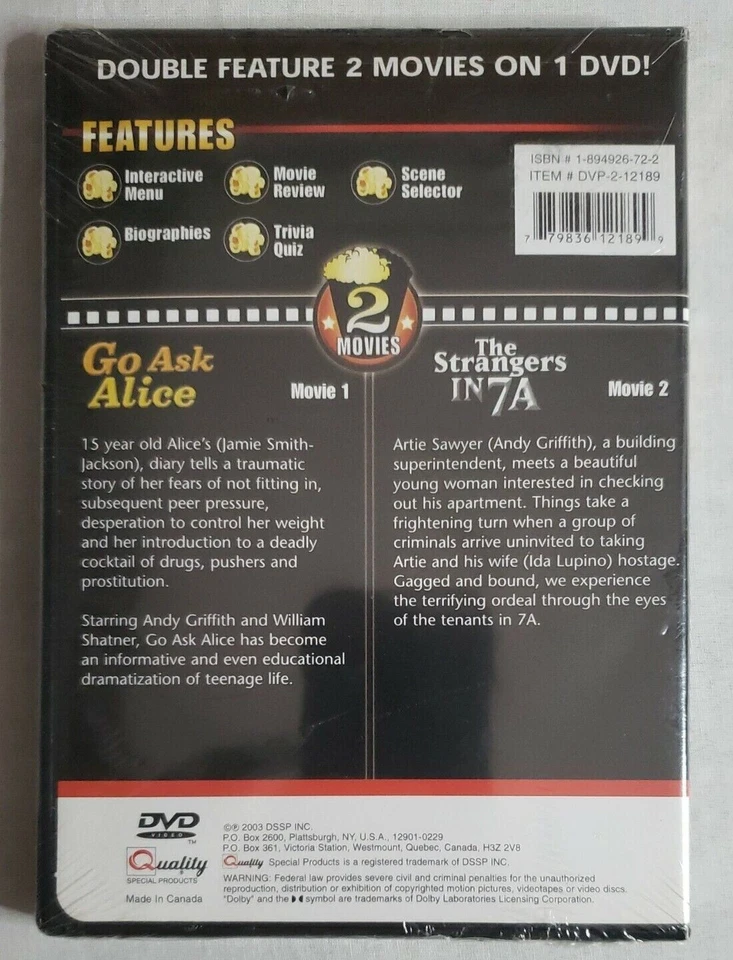 DOUBLE FEATURE 2 MOVIES ON 1 DVD!
FEATURES
Interactive
Menu
Movie
Review
Scene
Selector
Biographies
Trivia
Quiz
ISBN # 1-894926-72-2
ITEM # DVP-2-12189
7 79836 12189 9
2
MOVIES
Go Ask
Alice
Movie 1
15 year old Alice's (Jamie Smith-
Jackson), diary tells a traumatic
story of her fears of not fitting in,
subsequent peer pressure,
desperation to control her weight
and her introduction to a deadly
cocktail of drugs, pushers and
prostitution.
Starring Andy Griffith and William
Shatner, Go Ask Alice has become
an informative and even educational
dramatization of teenage life.
The
Strangers
IN 7A
Movie 2
Artie Sawyer (Andy Griffith), a building
superintendent, meets a beautiful
young woman interested in checking
out his apartment. Things take a
frightening turn when a group of
criminals arrive uninvited to taking
Artie and his wife (Ida Lupino) hostage.
Gagged and bound, we experience
the terrifying ordeal through the eyes
of the tenants in 7A.
DVD
VIDEO
TM
Quality®
SPECIAL PRODUCTS
Made In Canada
©℗ 2003 DSSP INC.
P.O. Box 2600, Plattsburgh, NY, U.S.A., 12901-0229
P.O. Box 361, Victoria Station, Westmount, Quebec, Canada, H3Z 2V8
Quality Special Products is a registered trademark of DSSP INC.
WARNING: Federal law provides severe civil and criminal penalties for the unauthorized
reproduction, distribution or exhibition of copyrighted motion pictures, videotapes or video discs.
"Dolby" and the symbol are trademarks of Dolby Laboratories Licensing Corporation.